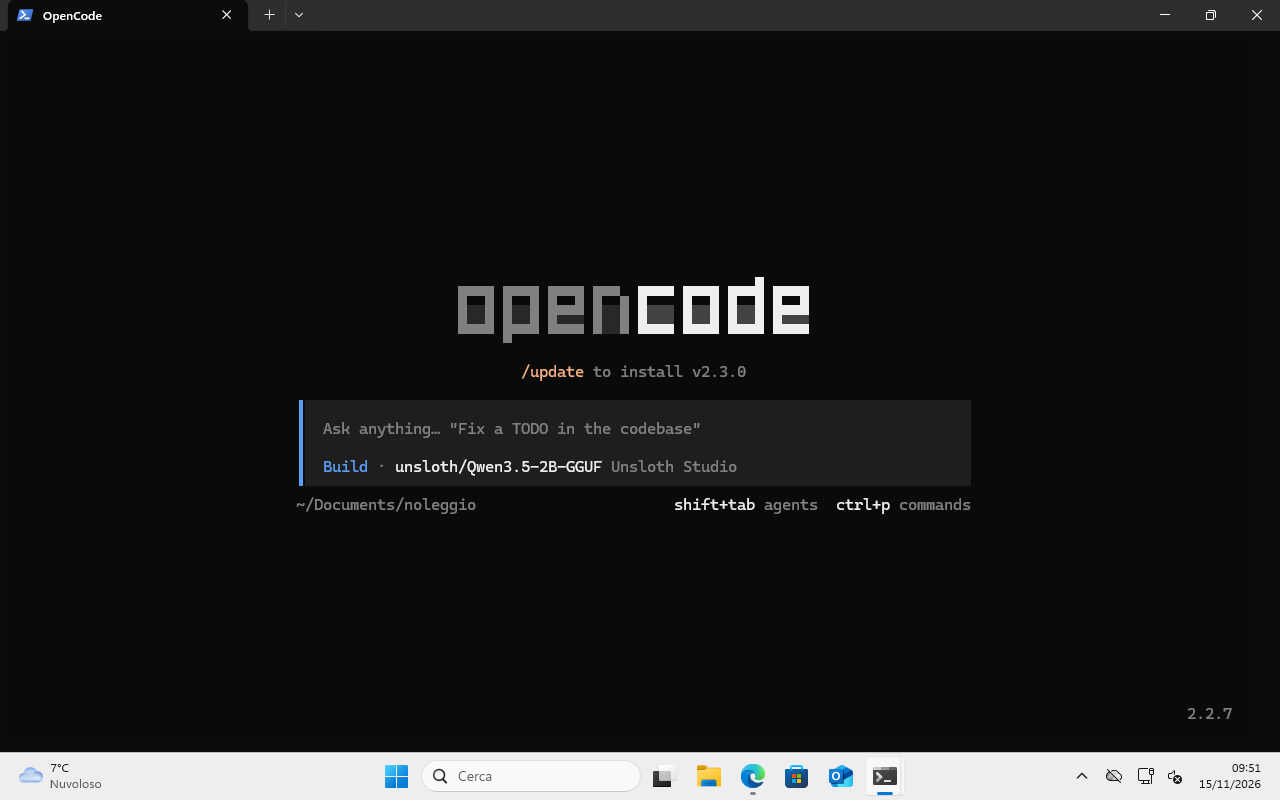 OpenCode
opencode
/update to install v2.3.0
Ask anything… "Fix a TODO in the codebase"
Build · unsloth/Qwen3.5-2B-GGUF Unsloth Studio
~/Documents/noleggio shift+tab agents ctrl+p commands
2.2.7
7°C
Nuvoloso
Cerca
09:51
15/11/2026